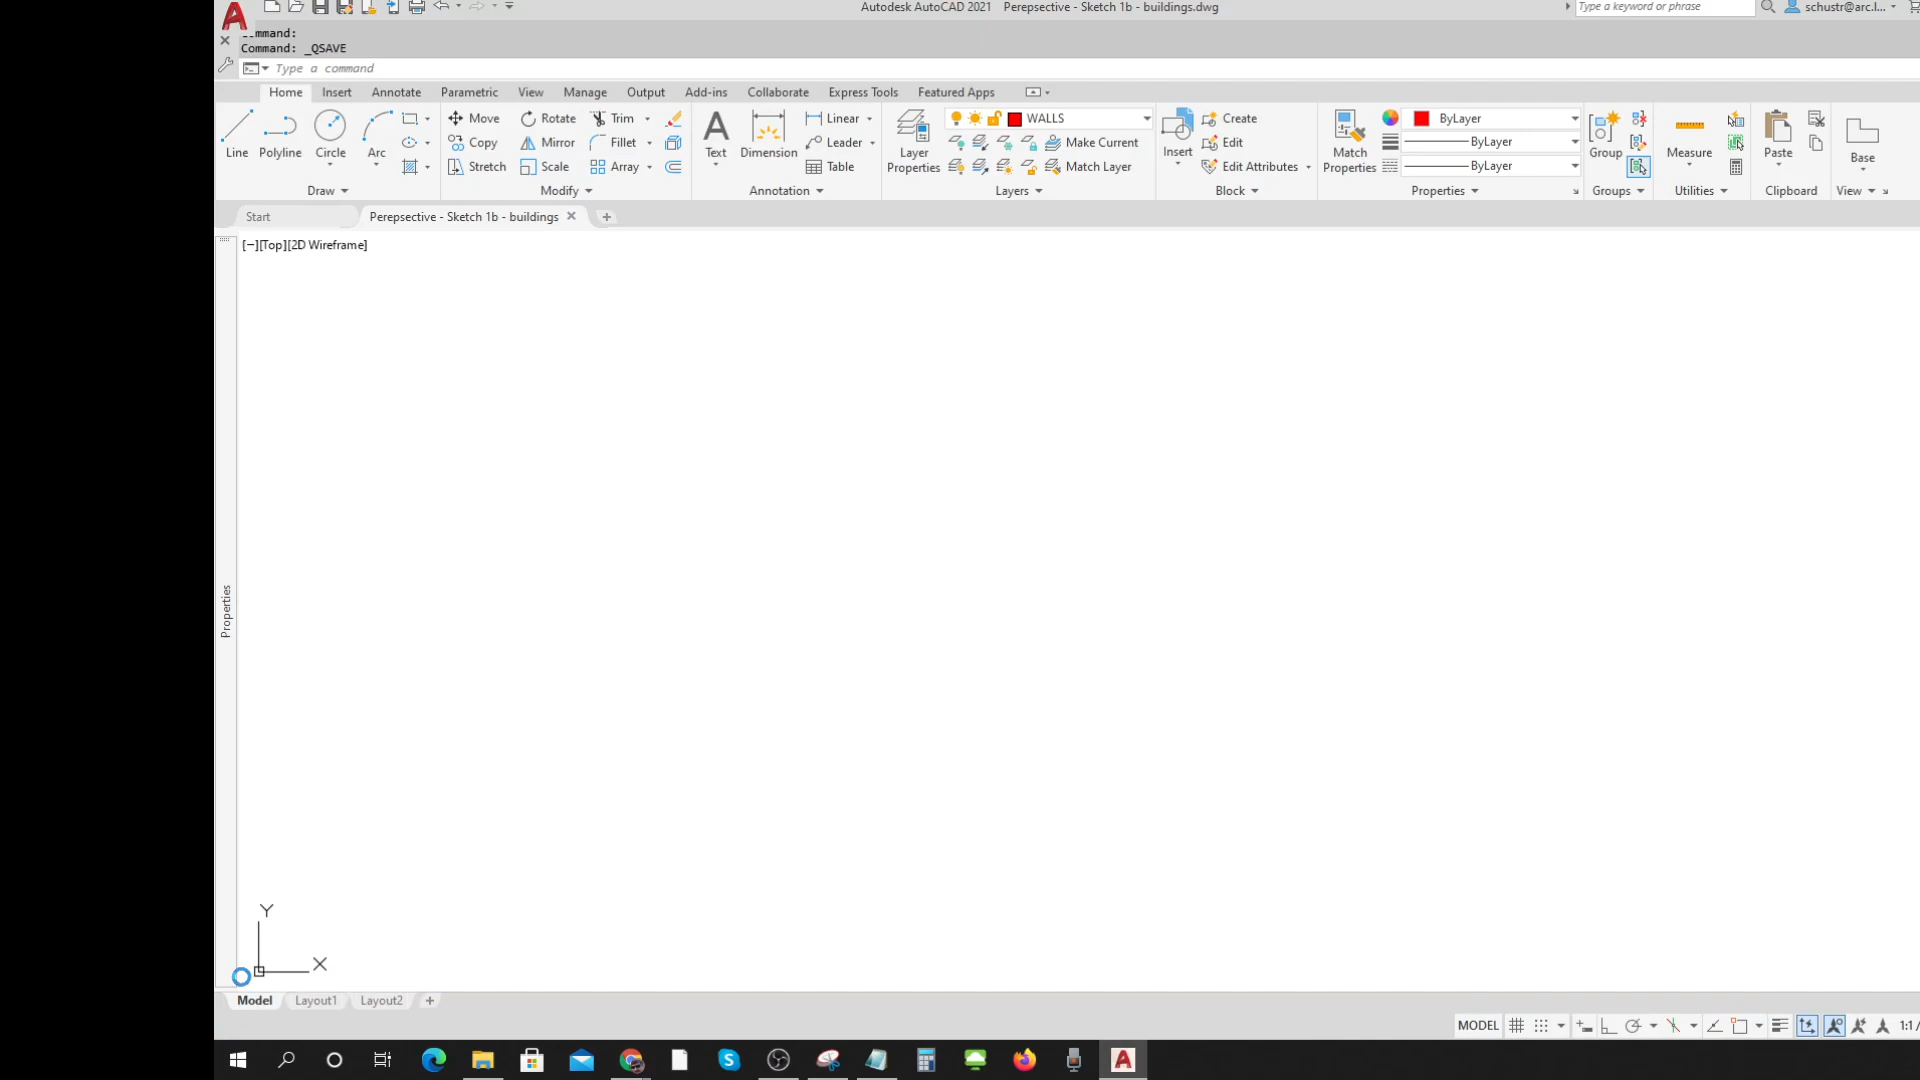 Autodesk AutoCAD 2021 Perepsective - Sketch 1b - buildings.dwg
Type a keyword or phrase
schustr@arc.l...
Command:
Command: _QSAVE
Type a command
Home Insert Annotate Parametric View Manage Output Add-ins Collaborate Express Tools Featured Apps
Line Polyline Circle Arc
Draw
Move Rotate Trim
Copy Mirror Fillet
Stretch Scale Array
Modify
Text Dimension
Linear
Leader
Table
Annotation
Layer Properties
WALLS
Make Current
Match Layer
Layers
Insert
Create
Edit
Edit Attributes
Block
Match Properties
ByLayer
ByLayer
ByLayer
Properties
Group
Groups
Measure
Utilities
Paste
Clipboard
Base
View
Start Perepsective - Sketch 1b - buildings
[−][Top][2D Wireframe]
Properties
Y
X
Model Layout1 Layout2
MODEL 1:1